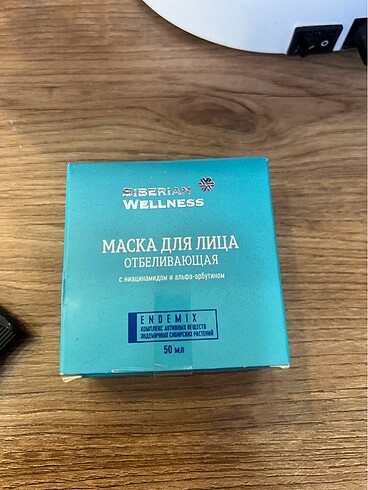 SIBERIAN
WELLNESS
МАСКА ДЛЯ ЛИЦА
ОТБЕЛИВАЮЩАЯ
с ниацинамидом и альфа-арбутином
ENDEMIX
КОМПЛЕКС АКТИВНЫХ ВЕЩЕСТВ
ЭНДЕМИЧНЫХ СИБИРСКИХ РАСТЕНИЙ
50 мл